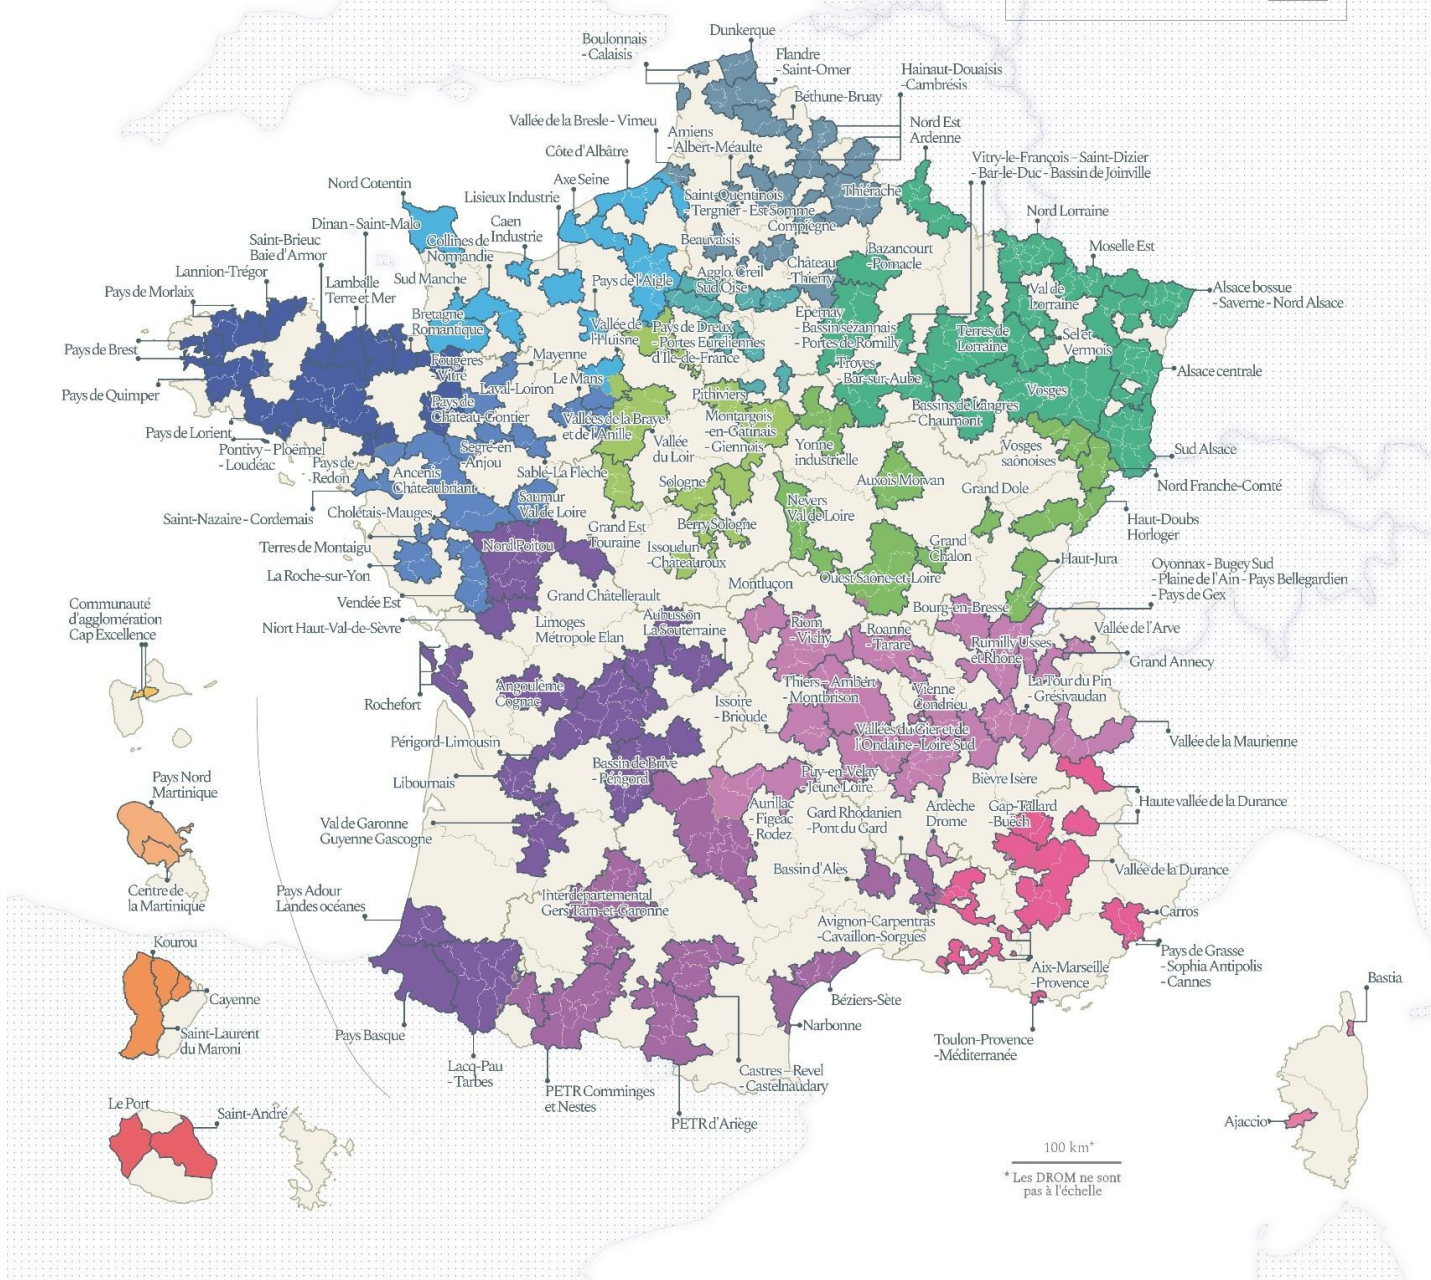 Dunkerque
Boulonnais
- Calaisis
Flandre
- Saint-Omer
Hainaut-Douaisis
- Cambrésis
Béthune-Bruay
Vallée de la Bresle - Vimeu
Amiens
- Albert-Méaulte
Nord Est
Ardenne
Côte d'Albâtre
Vitry-le-François - Saint-Dizier
- Bar-le-Duc - Bassin de Joinville
Axe Seine
Nord Cotentin
Lisieux Industrie
Saint-Quentinois
- Tergnier - Est Somme
Thiérache
Compiègne
Nord Lorraine
Dinan - Saint-Malo
Caen
Industrie
Collines de
Normandie
Beauvaisis
Bazancourt
- Pomacle
Moselle Est
Saint-Brieuc
Baie d'Armor
Lannion-Trégor
Sud Manche
Pays de l'Aigle
Agglo. Creil
Sud Oise
Château
- Thierry
Lamballe
Terre et Mer
Pays de Morlaix
Val de
Lorraine
Alsace bossue
- Saverne - Nord Alsace
Bretagne
Romantique
Epernay
- Bassin sézannais
- Portes de Romilly
Vallée de
l'Huisne
Pays de Dreux
- Portes Euréliennes
d'Ile-de-France
Terres de
Lorraine
Sel et
Vermois
Pays de Brest
Fougères
- Vitré
Mayenne
Laval-Loiron
Le Mans
Troyes
- Bar-sur-Aube
Alsace centrale
Pays de Quimper
Pithiviers
Vosges
Pays de
Château-Gontier
Vallées de la Braye
et de l'Anille
Montargois
-en-Gatinais
- Giennois
Bassins de Langres
Chaumont
Pays de Lorient
Pontivy - Ploërmel
- Loudéac
Pays de
Redon
Segré-en
- Anjou
Vallée
du Loir
Yonne
industrielle
Vosges
saônoises
Sud Alsace
Ancenis
Châteaubriant
Sablé-La Flèche
Sologne
Auxois Morvan
Nord Franche-Comté
Grand Dole
Saint-Nazaire - Cordemais
Choletais-Mauges
Saumur
Val de Loire
Nevers
Val de Loire
Haut-Doubs
Horloger
Grand Est
Touraine
Berry Sologne
Terres de Montaigu
Nord Poitou
Issoudun
- Châteauroux
Grand
Chalon
Haut-Jura
La Roche-sur-Yon
Montluçon
Ouest Saône-et-Loire
Oyonnax - Bugey Sud
- Plaine de l'Ain - Pays Bellegardien
- Pays de Gex
Vendée Est
Grand Châtellerault
Bourg-en-Bresse
Communauté
d'agglomération
Cap Excellence
Niort Haut-Val-de-Sèvre
Limoges
Métropole Elan
Aubusson
La Souterraine
Riom
- Vichy
Roanne
- Tarare
Vallée de l'Arve
Rumilly Usses
et Rhône
Grand Annecy
Rochefort
Angoulême
Cognac
Thiers - Ambert
- Montbrison
Vienne
Condrieu
La Tour du Pin
- Grésivaudan
Issoire
- Brioude
Vallées du Gier et de
l'Ondaine - Loire Sud
Vallée de la Maurienne
Périgord-Limousin
Libournais
Bassin de Brive
- Périgord
Puy-en-Velay
- Jeune Loire
Bièvre Isère
Pays Nord
Martinique
Aurillac
- Figeac
Rodez
Gard Rhodanien
- Pont du Gard
Ardèche
Drome
Gap-Tallard
- Buëch
Haute vallée de la Durance
Val de Garonne
Guyenne Gascogne
Bassin d'Alès
Vallée de la Durance
Centre de
la Martinique
Pays Adour
Landes océanes
Interdépartemental
Gers Tarn-et-Garonne
Avignon-Carpentras
- Cavaillon-Sorgues
Carros
Kourou
Pays de Grasse
- Sophia Antipolis
- Cannes
Aix-Marseille
- Provence
Bastia
Cayenne
Béziers-Sète
Saint-Laurent
du Maroni
Pays Basque
Narbonne
Toulon-Provence
- Méditerranée
Lacq-Pau
- Tarbes
Castres - Revel
- Castelnaudary
PETR Comminges
et Nestes
PETR d'Ariège
Le Port
Saint-André
Ajaccio
100 km*
* Les DROM ne sont
pas à l'échelle